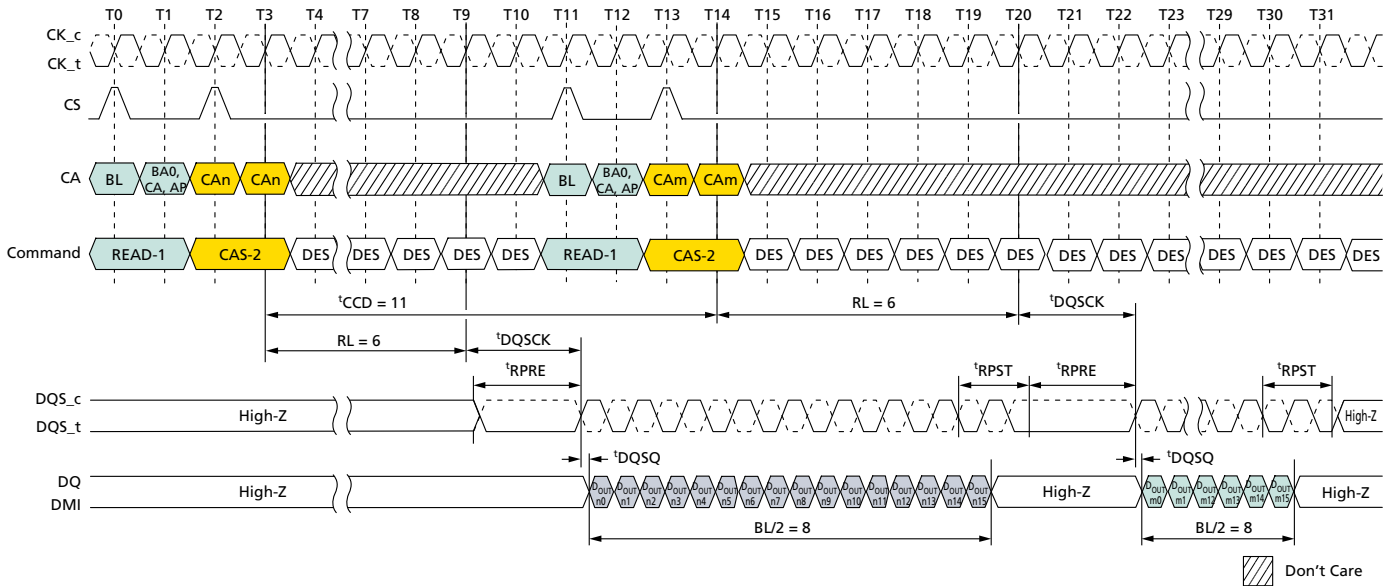 T0 T1 T2 T3 T4 T7 T8 T9 T10 T11 T12 T13 T14 T15 T16 T17 T18 T19 T20 T21 T22 T23 T29 T30 T31
CK_c
CK_t
CS
CA BL BA0, CA, AP CAn CAn BL BA0, CA, AP CAm CAm
Command READ-1 CAS-2 DES DES DES DES DES READ-1 CAS-2 DES DES DES DES DES DES DES DES DES DES DES DES DES
tCCD = 11 RL = 6 tDQSCK
RL = 6 tDQSCK
tRPRE tRPST tRPRE tRPST
DQS_c
DQS_t High-Z High-Z
tDQSQ tDQSQ
DQ
DMI High-Z DOUT n0 DOUT n1 DOUT n2 DOUT n3 DOUT n4 DOUT n5 DOUT n6 DOUT n7 DOUT n8 DOUT n9 DOUT n10 DOUT n11 DOUT n12 DOUT n13 DOUT n14 DOUT n15 High-Z DOUT m0 DOUT m1 DOUT m12 DOUT m13 DOUT m14 DOUT m15 High-Z
BL/2 = 8 BL/2 = 8
Don't Care